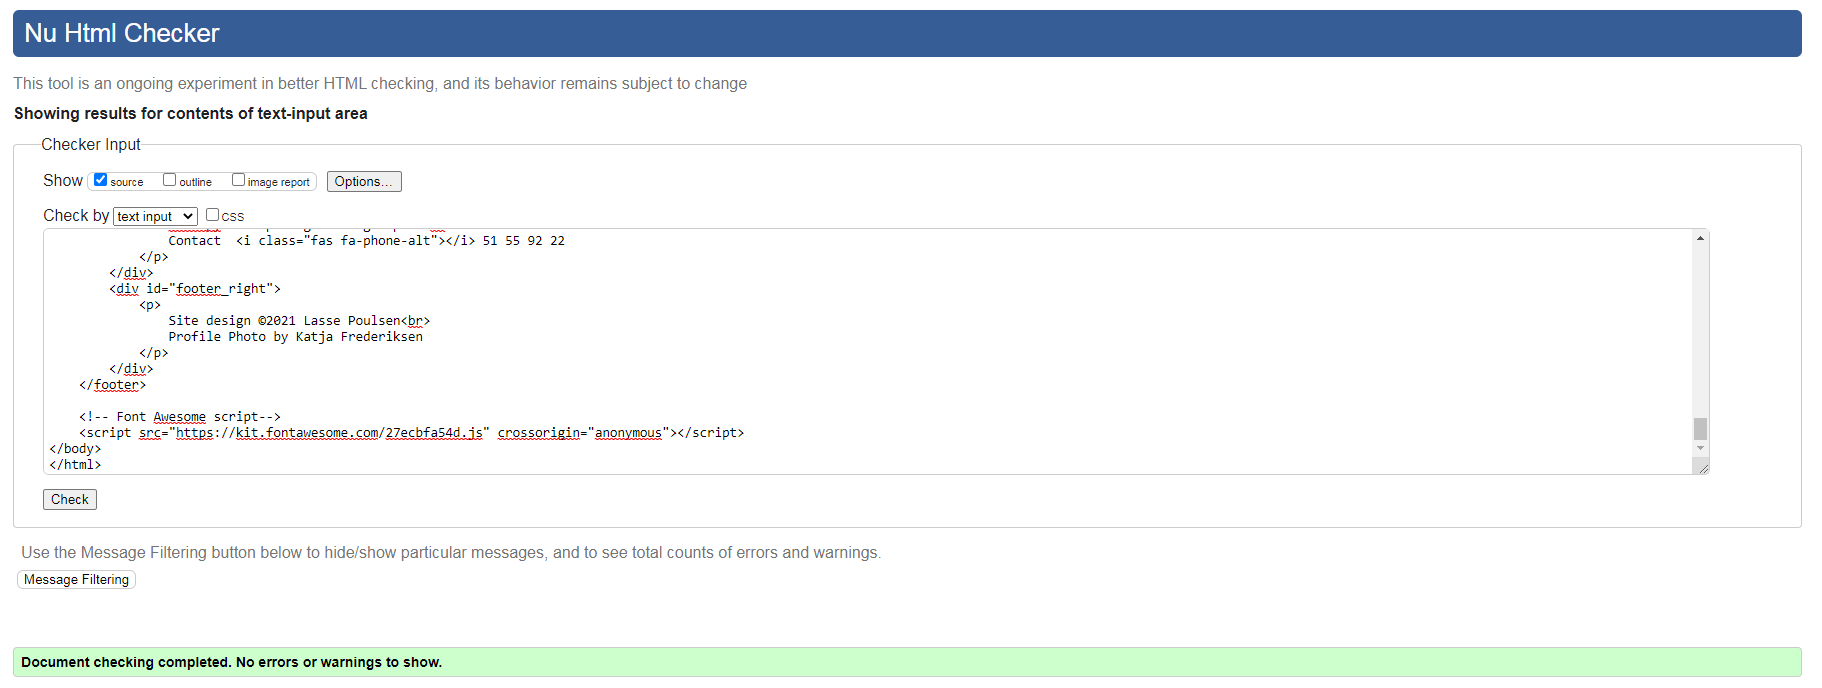 Nu Html Checker
This tool is an ongoing experiment in better HTML checking, and its behavior remains subject to change
Showing results for contents of text-input area
Checker Input
Show source outline image report Options...
Check by text input css
Contact  <i class="fas fa-phone-alt"></i> 51 55 92 22
</p>
</div>
<div id="footer_right">
<p>
Site design ©2021 Lasse Poulsen<br>
Profile Photo by Katja Frederiksen
</p>
</div>
</footer>
<!-- Font Awesome script-->
<script src="https://kit.fontawesome.com/27ecbfa54d.js" crossorigin="anonymous"></script>
</body>
</html>
Check
Use the Message Filtering button below to hide/show particular messages, and to see total counts of errors and warnings.
Message Filtering
Document checking completed. No errors or warnings to show.